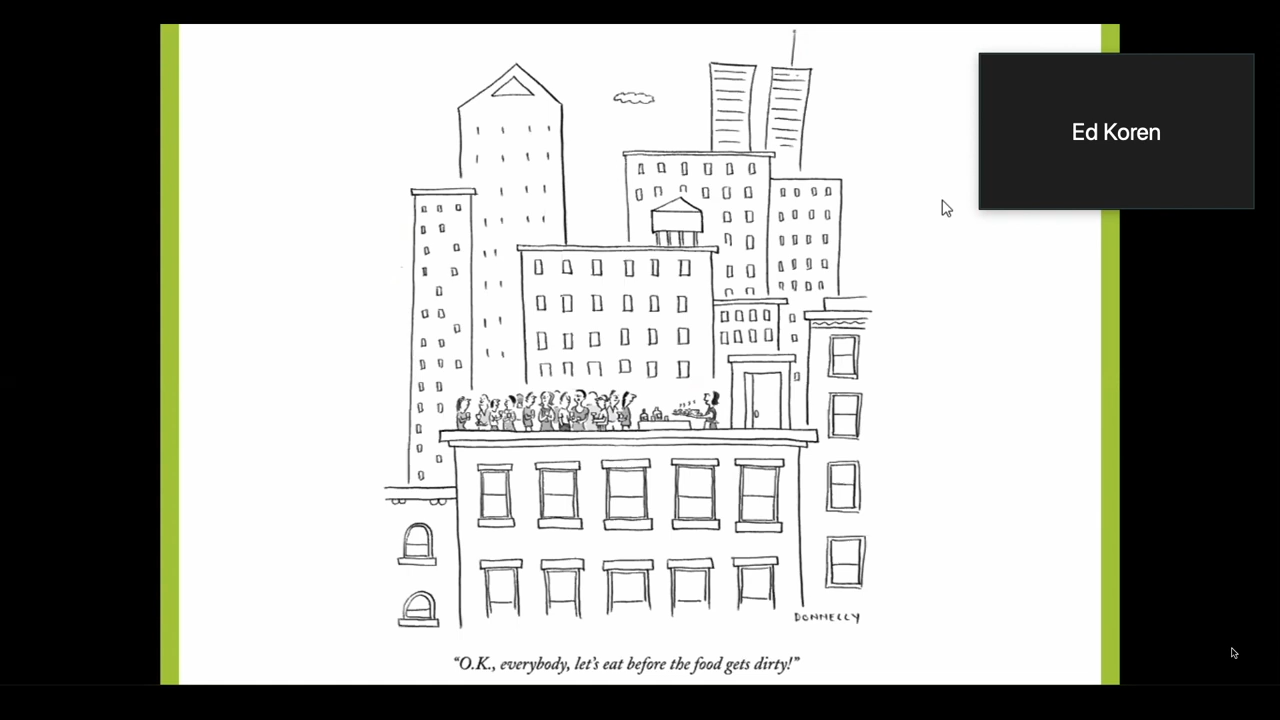 Ed Koren
DONNELLY
“O.K., everybody, let’s eat before the food gets dirty!”